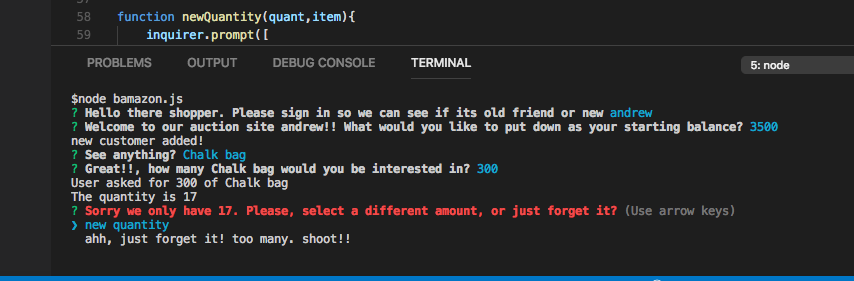 58 function newQuantity(quant,item){
59 inquirer.prompt([
PROBLEMS OUTPUT DEBUG CONSOLE TERMINAL 5: node
$node bamazon.js
? Hello there shopper. Please sign in so we can see if its old friend or new andrew
? Welcome to our auction site andrew!! What would you like to put down as your starting balance? 3500
new customer added!
? See anything? Chalk bag
? Great!!, how many Chalk bag would you be interested in? 300
User asked for 300 of Chalk bag
The quantity is 17
? Sorry we only have 17. Please, select a different amount, or just forget it? (Use arrow keys)
❯ new quantity
ahh, just forget it! too many. shoot!!